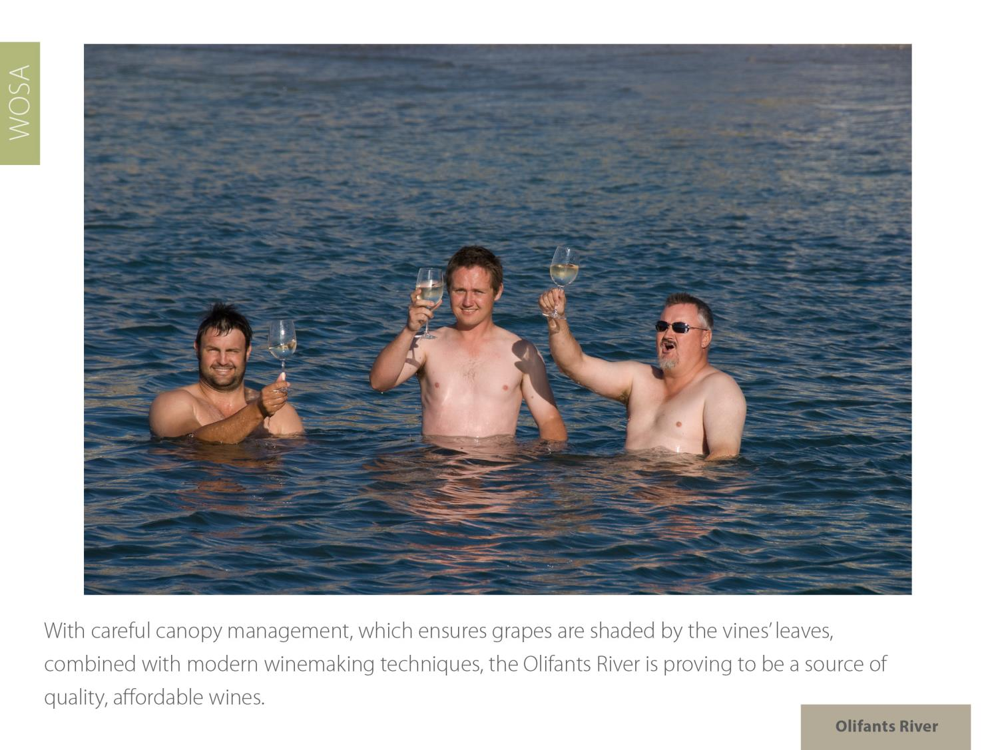 WOSA
With careful canopy management, which ensures grapes are shaded by the vines’ leaves,
combined with modern winemaking techniques, the Olifants River is proving to be a source of
quality, affordable wines.
Olifants River